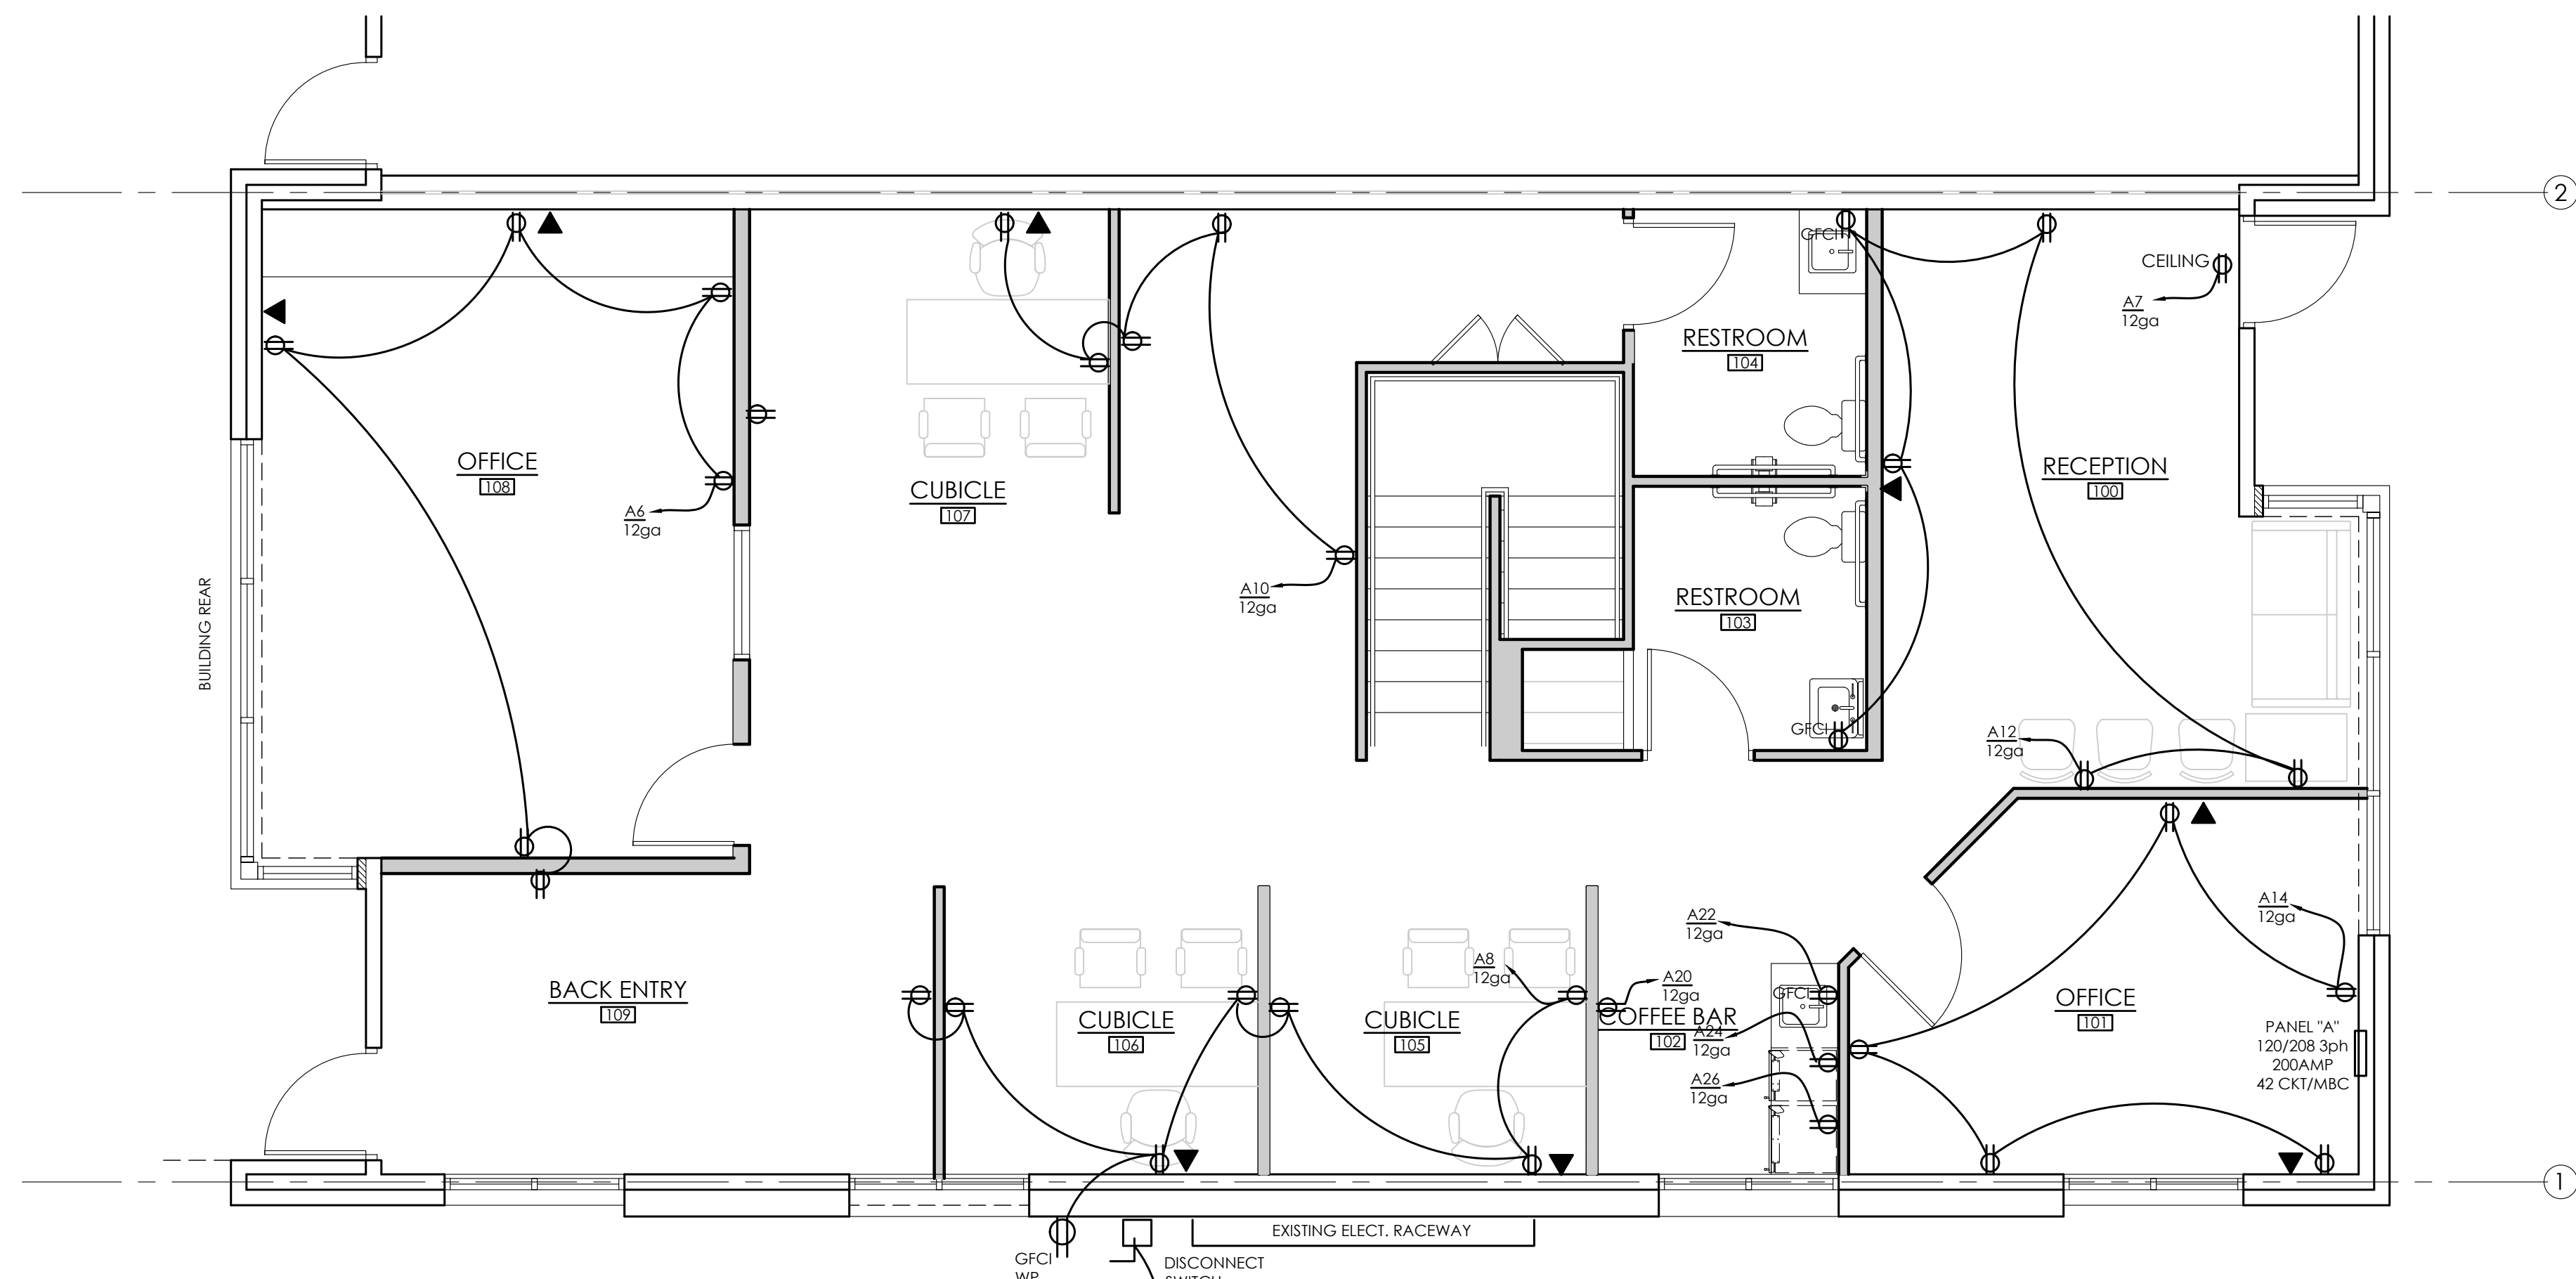 2
GFCI
CEILING
A7
12ga
RESTROOM
104
OFFICE
108
RECEPTION
100
CUBICLE
107
A6
12ga
BUILDING REAR
A10
12ga
RESTROOM
103
GFCI
A12
12ga
A14
12ga
A22
12ga
A8
12ga
A20
12ga
BACK ENTRY
109
CUBICLE
106
CUBICLE
105
GFCI
COFFEE BAR
102
A24
12ga
OFFICE
101
PANEL "A"
120/208 3ph
200AMP
42 CKT/MBC
A26
12ga
1
EXISTING ELECT. RACEWAY
GFCI
WP
DISCONNECT
SWITCH